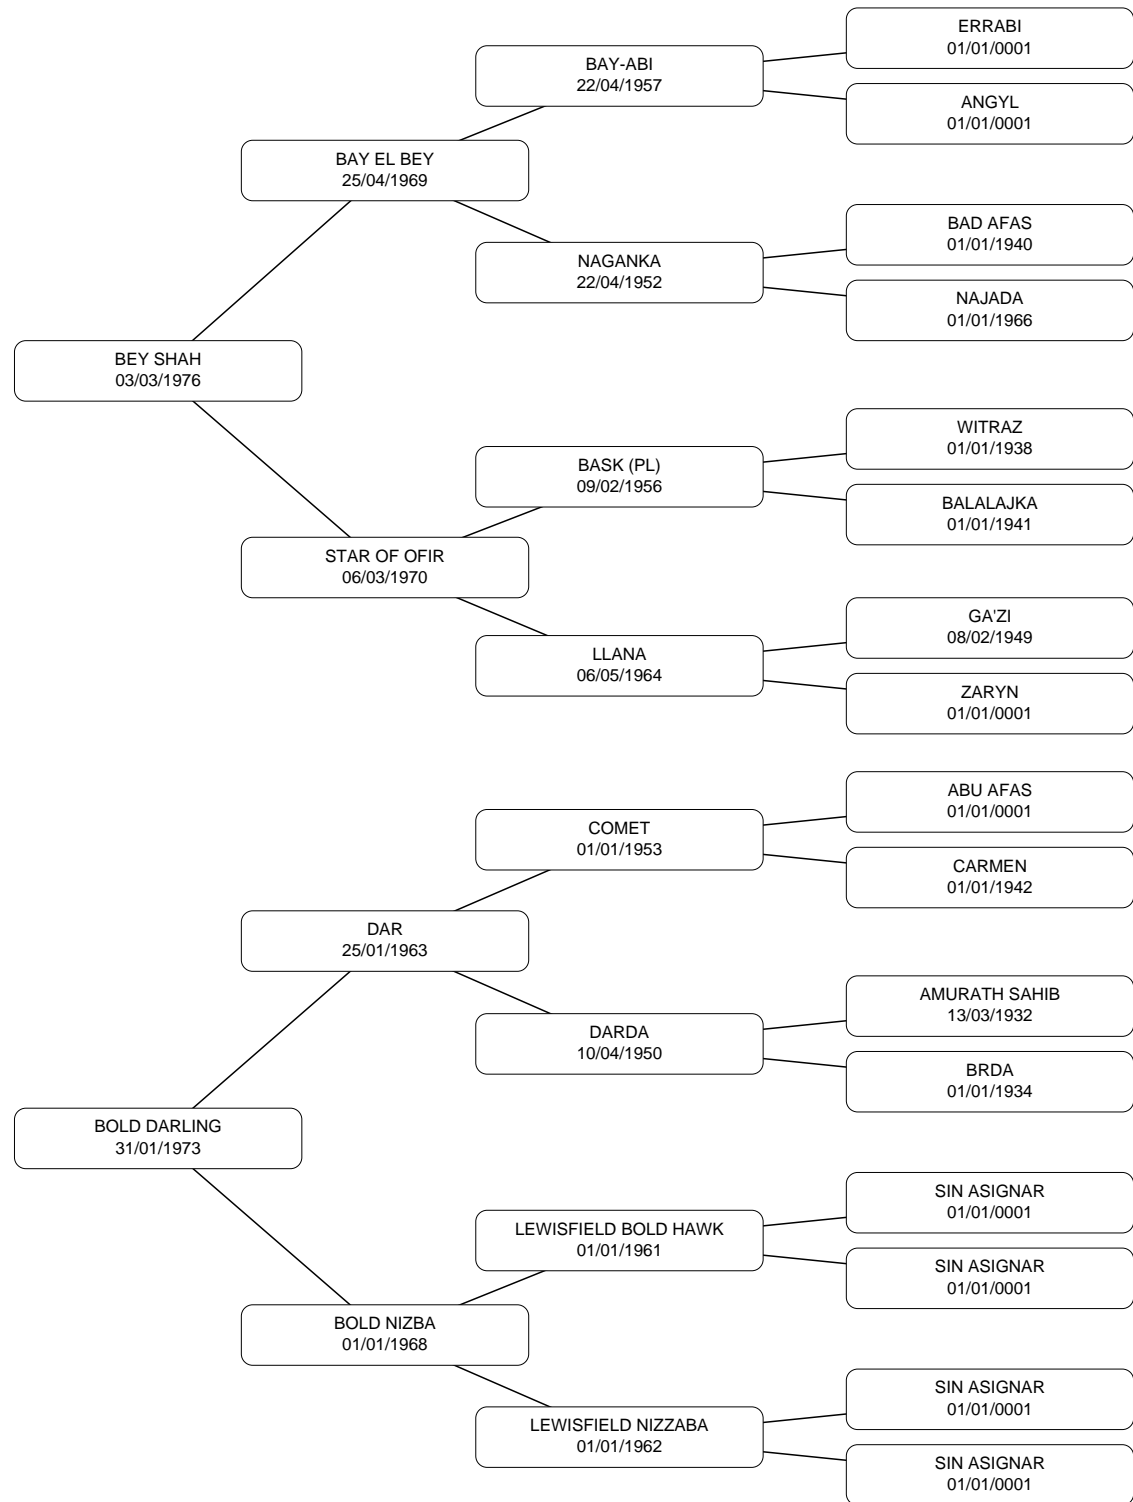 ERRABI
01/01/0001
BAY-ABI
22/04/1957
ANGYL
01/01/0001
BAY EL BEY
25/04/1969
BAD AFAS
01/01/1940
NAGANKA
22/04/1952
NAJADA
01/01/1966
BEY SHAH
03/03/1976
WITRAZ
01/01/1938
BASK (PL)
09/02/1956
BALALAJKA
01/01/1941
STAR OF OFIR
06/03/1970
GA'ZI
08/02/1949
LLANA
06/05/1964
ZARYN
01/01/0001
ABU AFAS
01/01/0001
COMET
01/01/1953
CARMEN
01/01/1942
DAR
25/01/1963
AMURATH SAHIB
13/03/1932
DARDA
10/04/1950
BRDA
01/01/1934
BOLD DARLING
31/01/1973
SIN ASIGNAR
01/01/0001
LEWISFIELD BOLD HAWK
01/01/1961
SIN ASIGNAR
01/01/0001
BOLD NIZBA
01/01/1968
SIN ASIGNAR
01/01/0001
LEWISFIELD NIZZABA
01/01/1962
SIN ASIGNAR
01/01/0001